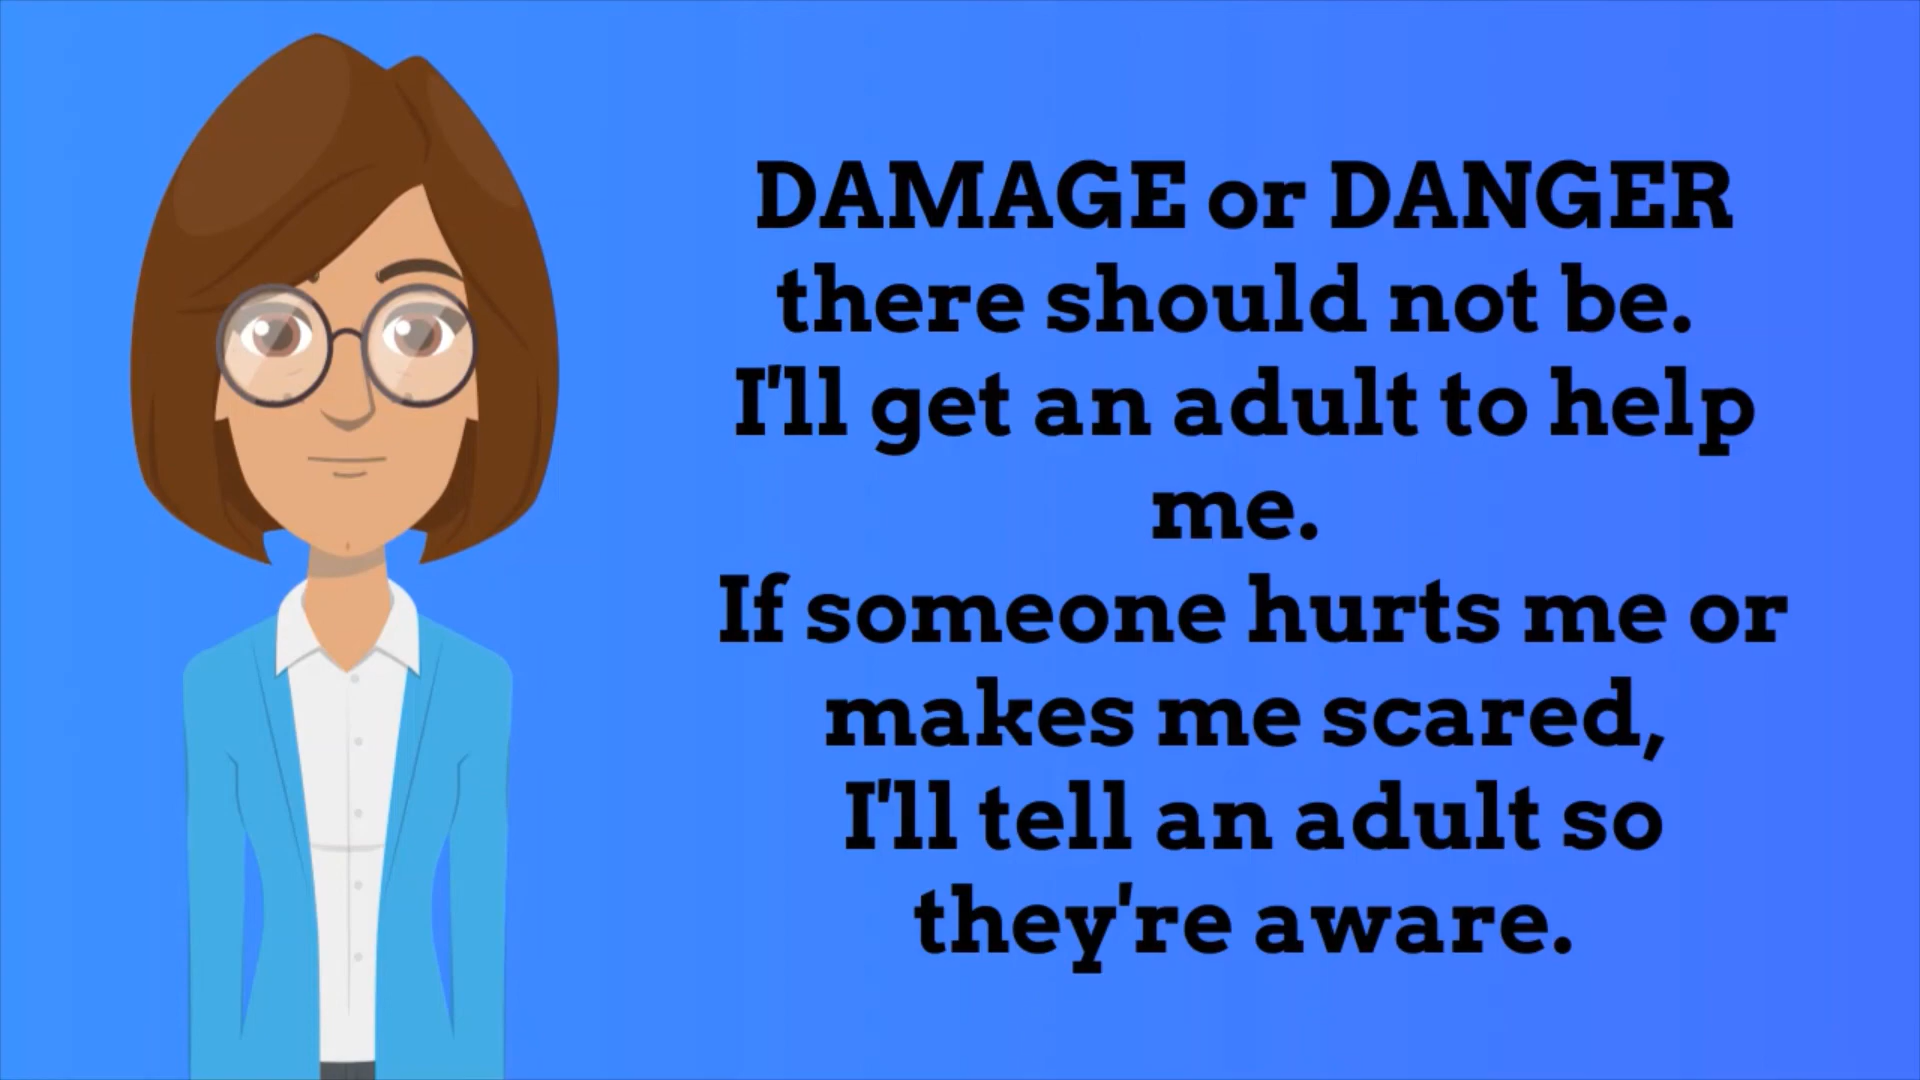 DAMAGE or DANGER
there should not be.
I'll get an adult to help
me.
If someone hurts me or
makes me scared,
I'll tell an adult so
they're aware.